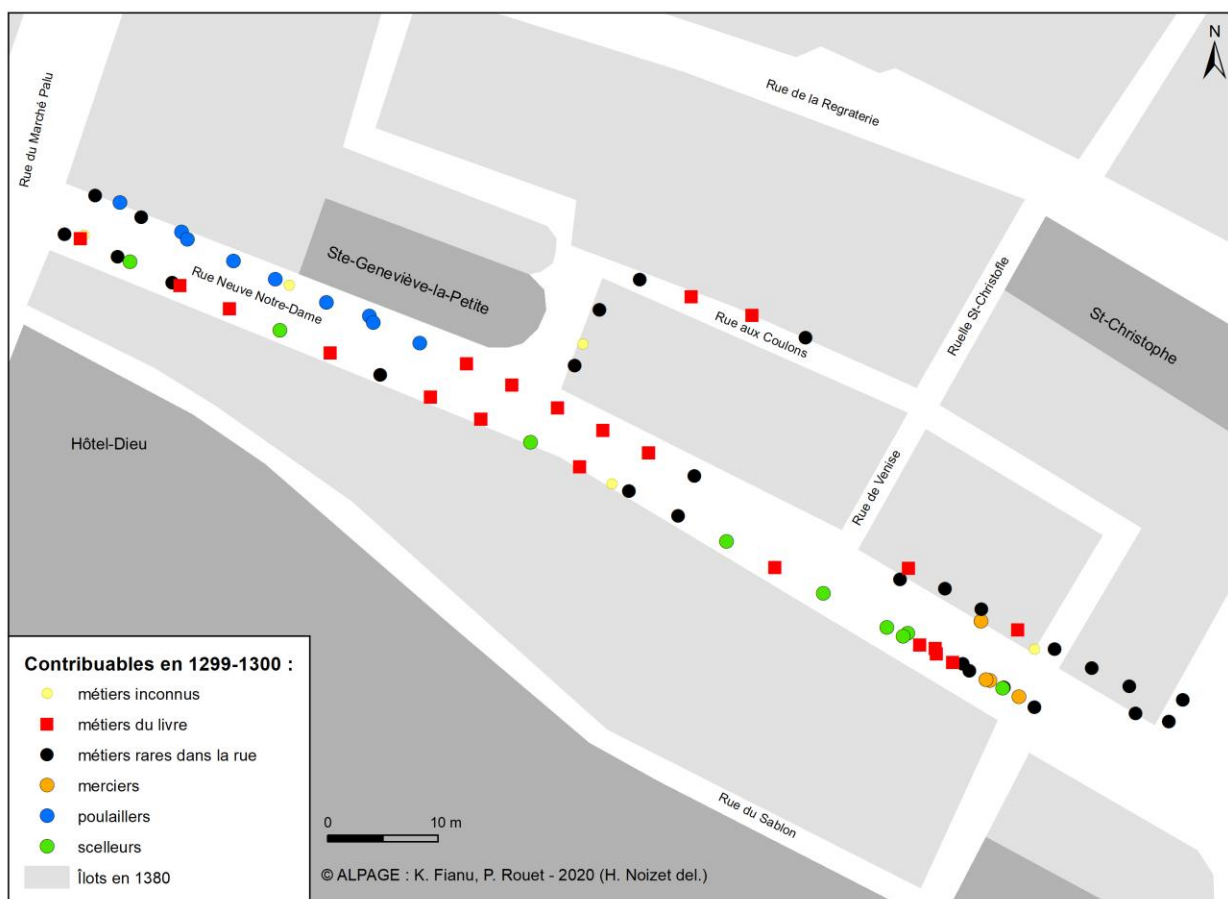 N
Rue de la Regraterie
Rue du Marché Palu
Ste-Geneviève-la-Petite
Rue Neuve Notre-Dame
Rue aux Coulons
Ruelle St-Christofle
St-Christophe
Hôtel-Dieu
Rue de Venise
Rue du Sablon
Contribuables en 1299-1300 :
métiers inconnus
métiers du livre
métiers rares dans la rue
merciers
poulaillers
scelleurs
Îlots en 1380
0 10 m
© ALPAGE : K. Fianu, P. Rouet - 2020 (H. Noizet del.)